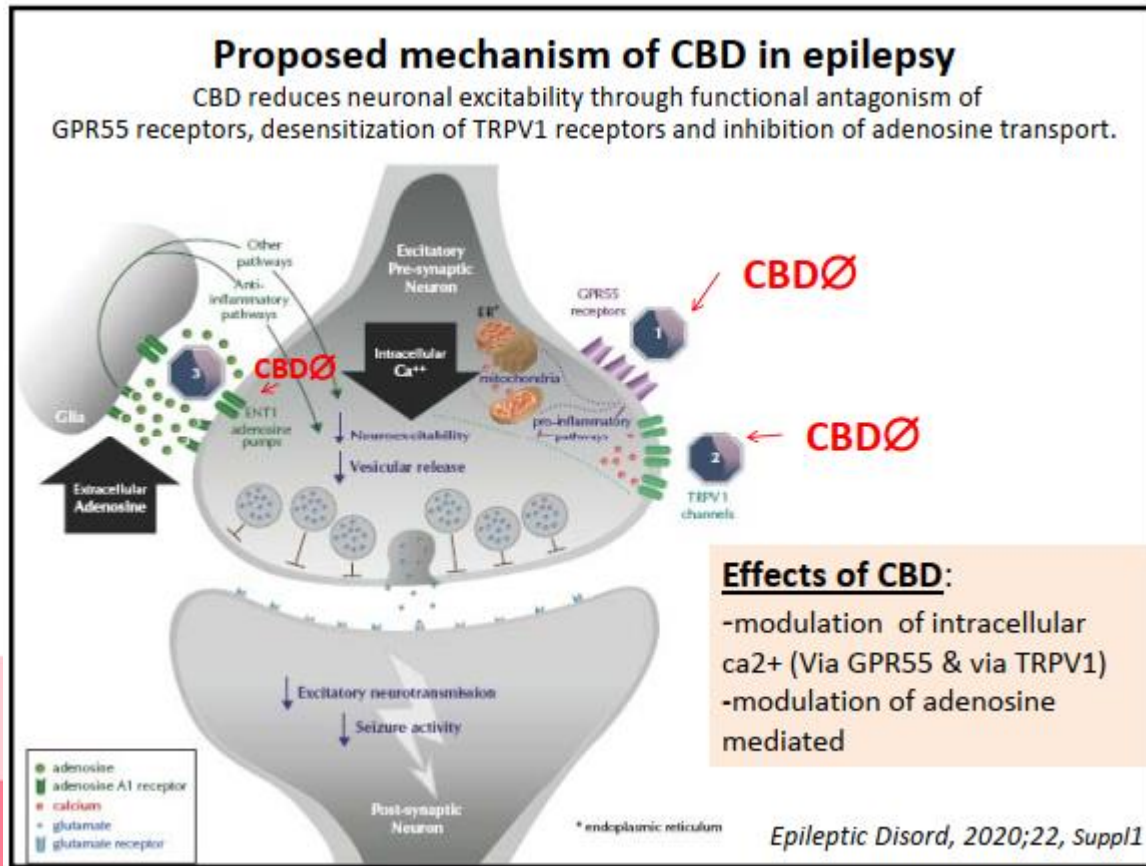 Proposed mechanism of CBD in epilepsy
CBD reduces neuronal excitability through functional antagonism of
GPR55 receptors, desensitization of TRPV1 receptors and inhibition of adenosine transport.
Other
pathways
Anti-
inflammatory
pathways
Glia
3
CBDØ
ENT1
adenosine
pumps
Extracellular
Adenosine
Excitatory
Pre-synaptic
Neuron
Intracellular
Ca++
ER*
mitochondria
pro-inflammatory
pathways
Neuroexcitability
Vesicular release
GPR55
receptors
1
CBDØ
2
CBDØ
TRPV1
channels
Effects of CBD:
-modulation of intracellular
ca2+ (Via GPR55 & via TRPV1)
-modulation of adenosine
mediated
Excitatory neurotransmission
Seizure activity
Post-synaptic
Neuron
adenosine
adenosine A1 receptor
calcium
glutamate
glutamate receptor
* endoplasmic reticulum
Epileptic Disord, 2020;22, Suppl1